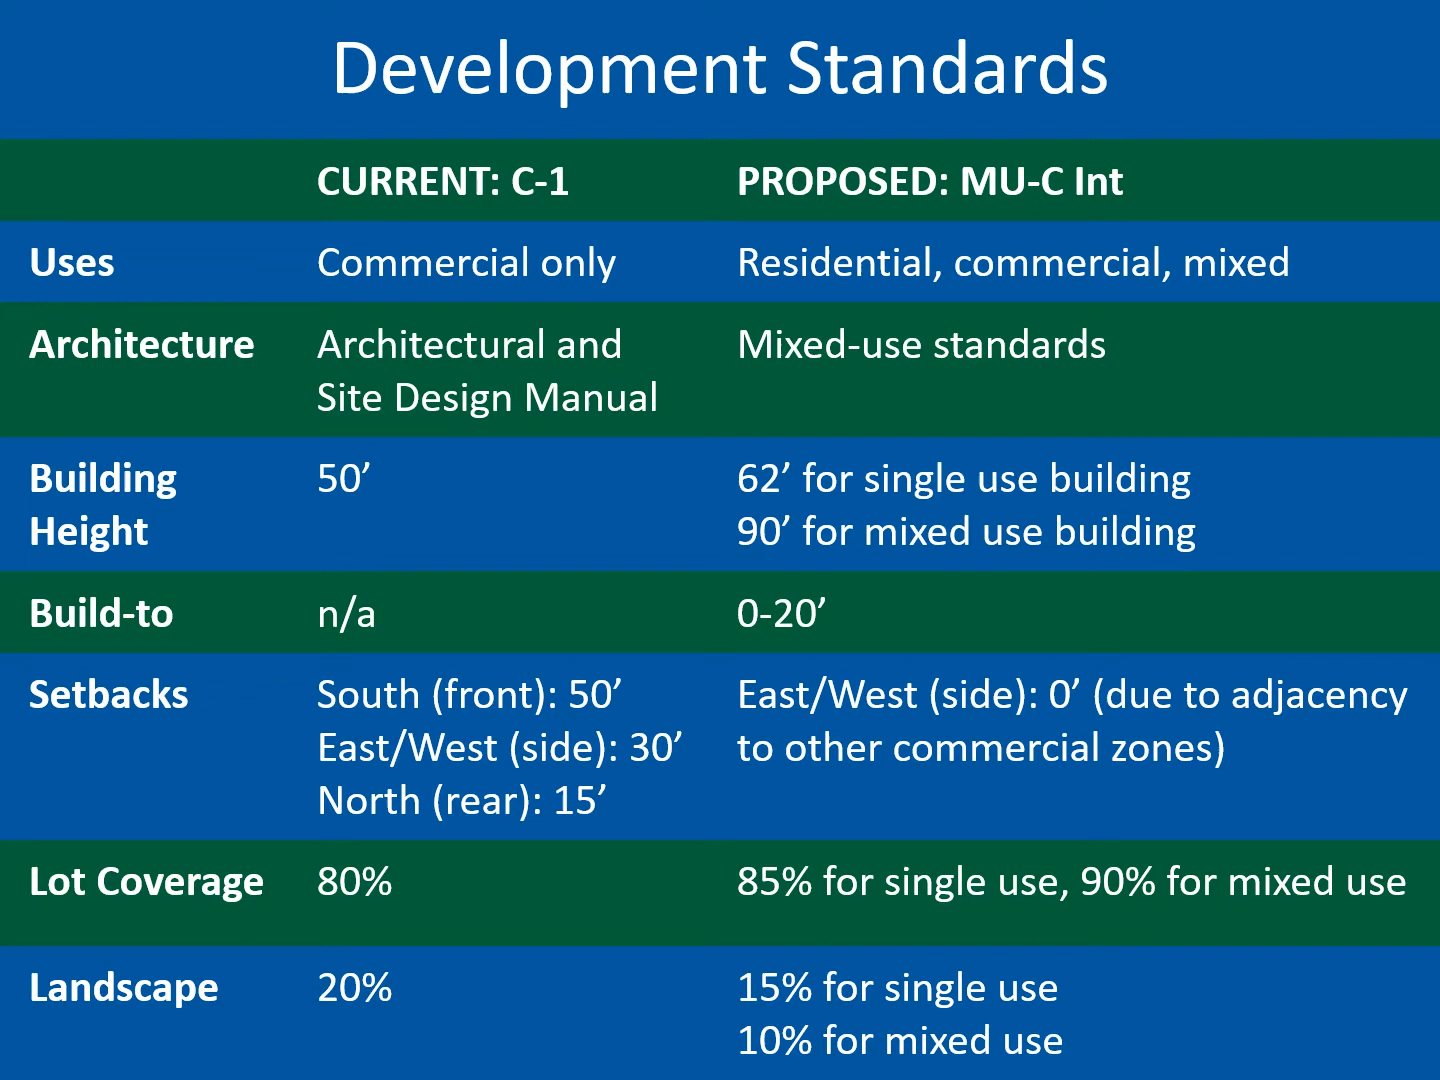 Development Standards
CURRENT: C-1 PROPOSED: MU-C Int
Uses Commercial only Residential, commercial, mixed
Architecture Architectural and Mixed-use standards
Site Design Manual
Building 50’ 62’ for single use building
Height 90’ for mixed use building
Build-to n/a 0-20’
Setbacks South (front): 50’ East/West (side): 0’ (due to adjacency
East/West (side): 30’ to other commercial zones)
North (rear): 15’
Lot Coverage 80% 85% for single use, 90% for mixed use
Landscape 20% 15% for single use
10% for mixed use